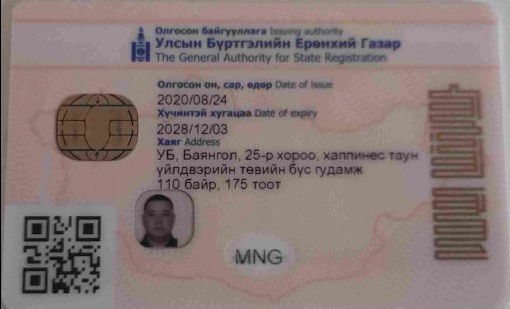 Олгосон байгууллага Issuing authority
Улсын Бүртгэлийн Ерөнхий Газар
The General Authority for State Registration
Олгосон он, сар, өдөр Date of issue
2020/08/24
Хүчинтэй хугацаа Date of expiry
2028/12/03
Хаяг Address
УБ, Баянгол, 25-р хороо, хаппинес таун
үйлдвэрийн төвийн бүс гудамж
110 байр, 175 тоот
MNG